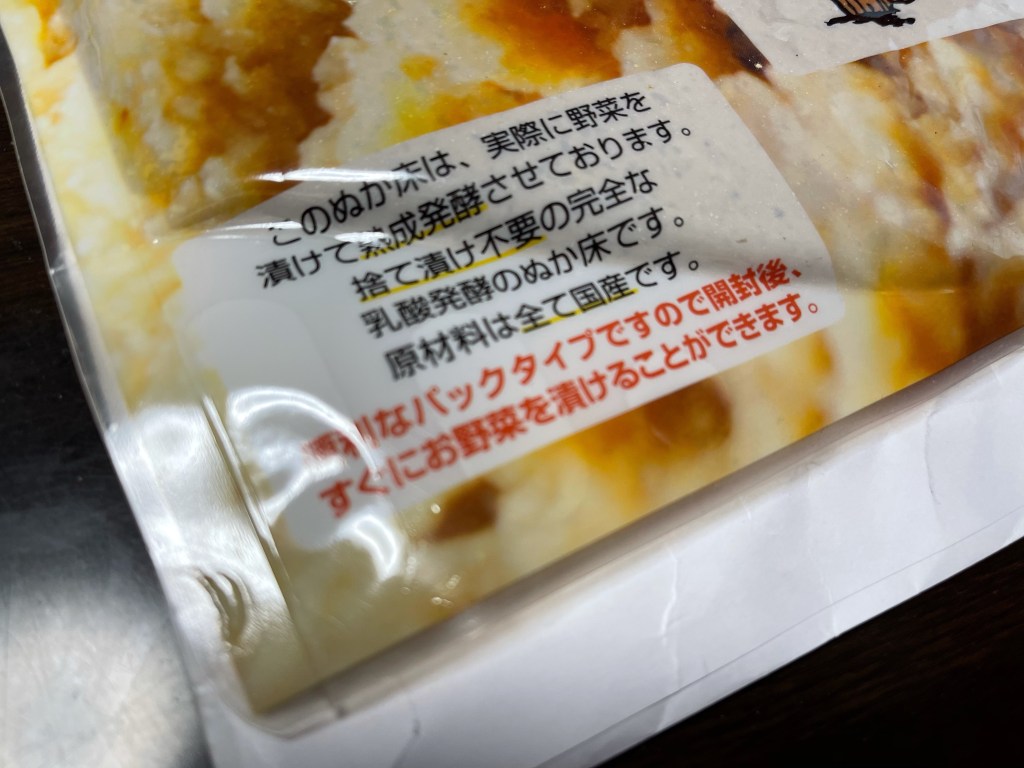 このぬか床は、実際に野菜を
漬けて熟成発酵させております。
捨て漬け不要の完全な
乳酸発酵のぬか床です。
原材料は全て国産です。
便利なパックタイプですので開封後、
すぐにお野菜を漬けることができます。